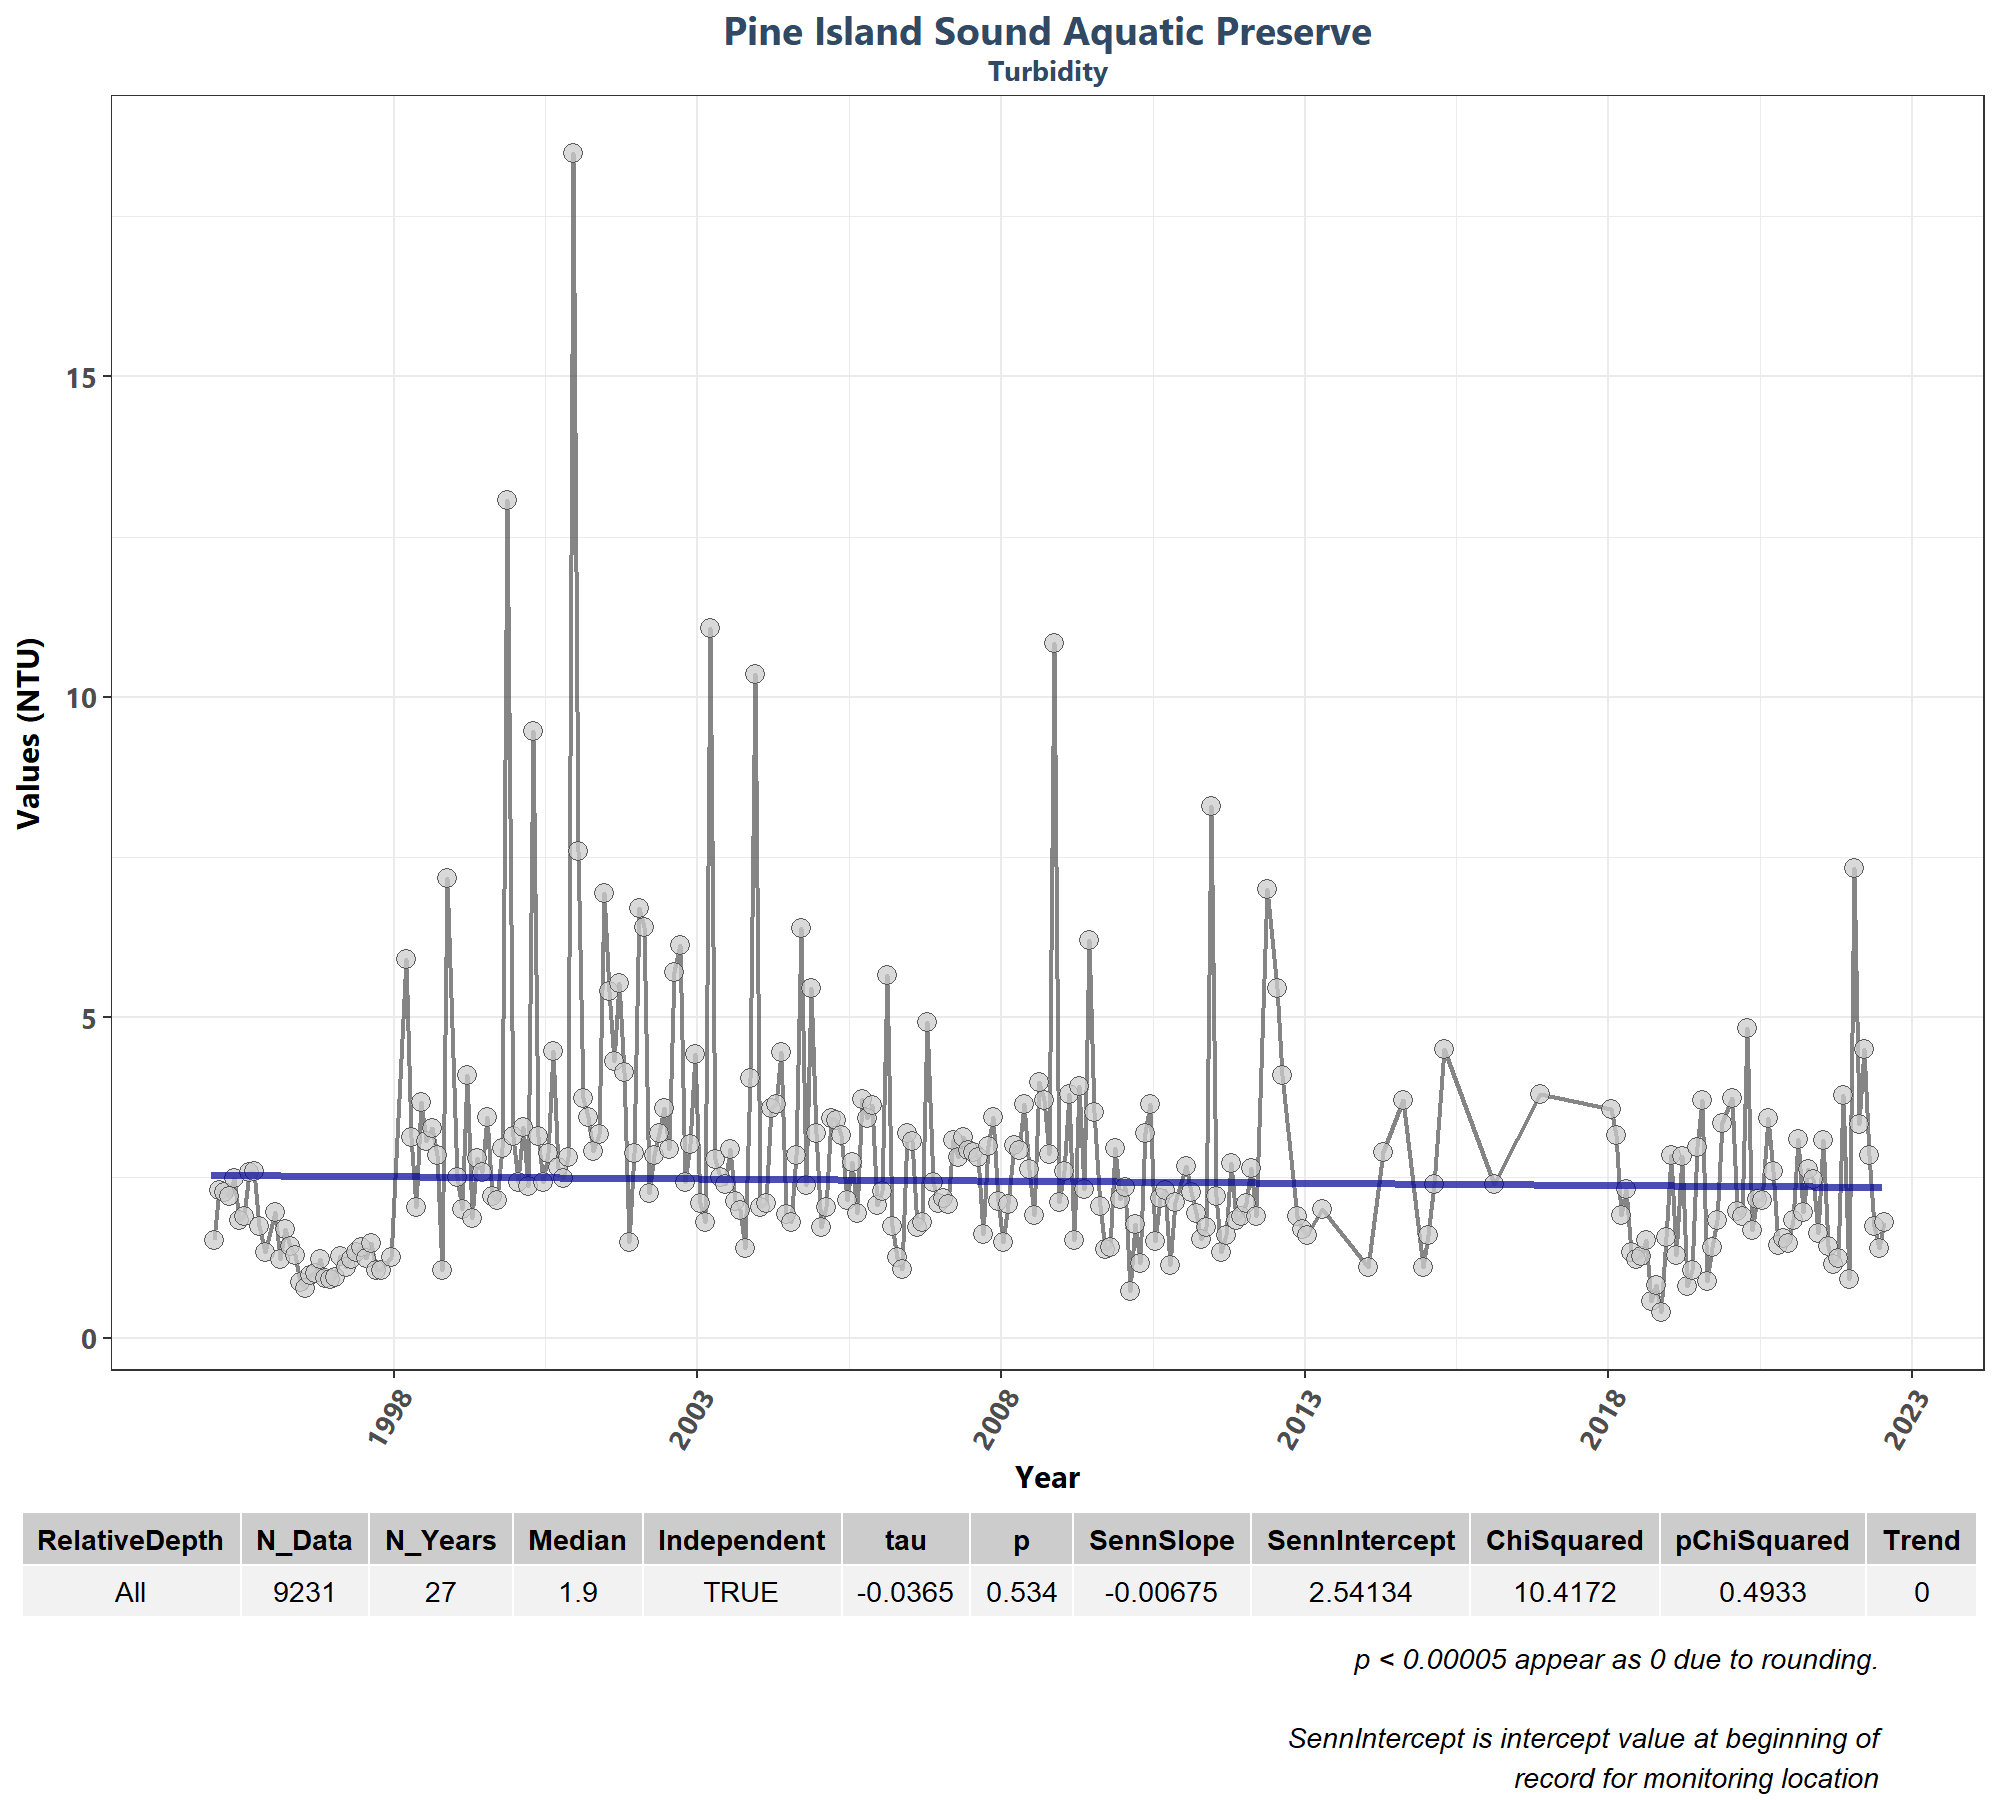 Pine Island Sound Aquatic Preserve
Turbidity
Values (NTU)
15
10
5
0
1998
2003
2008
2013
2018
2023
Year
RelativeDepth N_Data N_Years Median Independent tau p SennSlope SennIntercept ChiSquared pChiSquared Trend
All 9231 27 1.9 TRUE -0.0365 0.534 -0.00675 2.54134 10.4172 0.4933 0
p < 0.00005 appear as 0 due to rounding.
SennIntercept is intercept value at beginning of
record for monitoring location